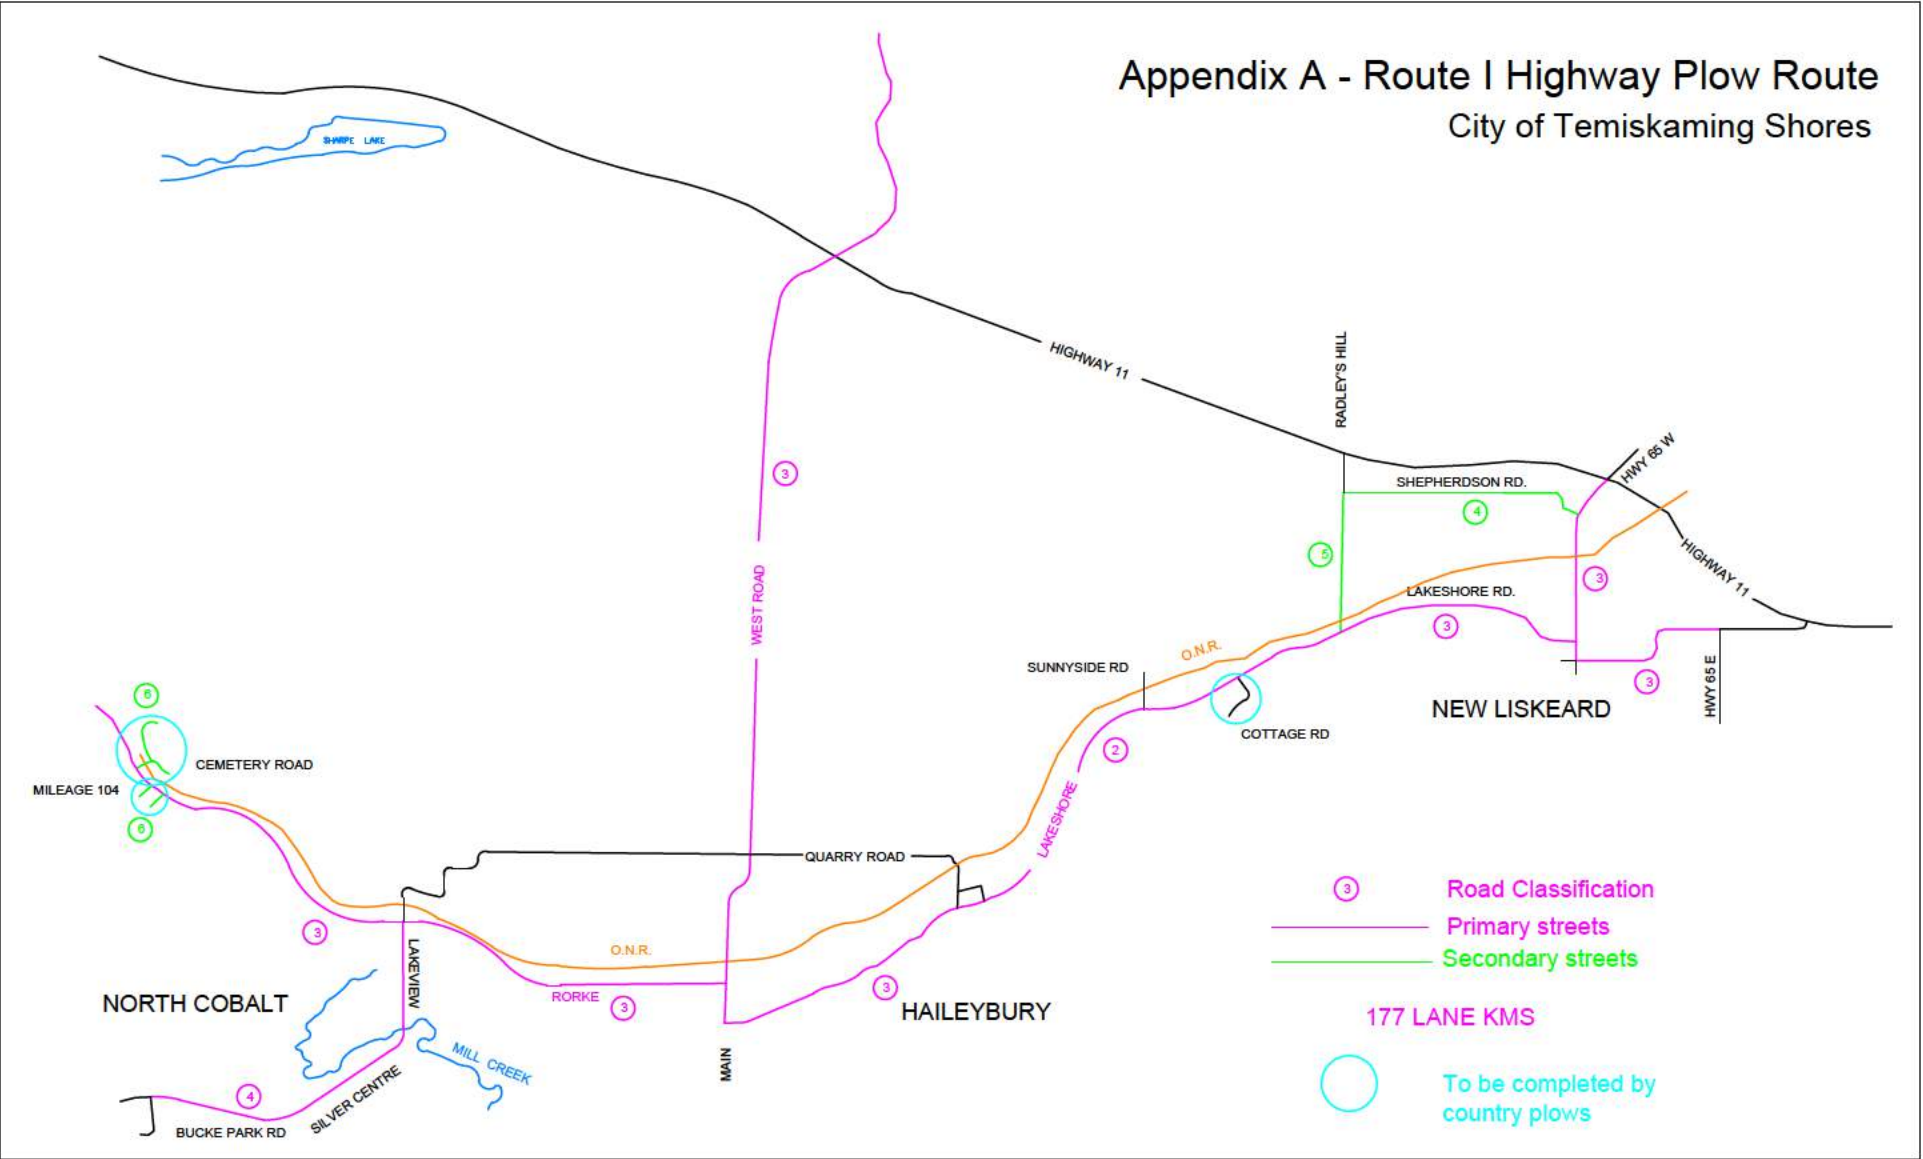 Appendix A - Route I Highway Plow Route
City of Temiskaming Shores
SHARPE LAKE
HIGHWAY 11
RADLEY'S HILL
HWY 65 W
SHEPHERDSON RD.
3
4
5
HIGHWAY 11
3
LAKESHORE RD.
3
WEST ROAD
O.N.R.
SUNNYSIDE RD
3
HWY 65 E
NEW LISKEARD
COTTAGE RD
2
6
CEMETERY ROAD
MILEAGE 104
6
LAKESHORE
QUARRY ROAD
3
O.N.R.
LAKEVIEW
RORKE
3
3
NORTH COBALT
HAILEYBURY
MAIN
MILL CREEK
4
SILVER CENTRE
BUCKE PARK RD
3
Road Classification
Primary streets
Secondary streets
177 LANE KMS
To be completed by
country plows